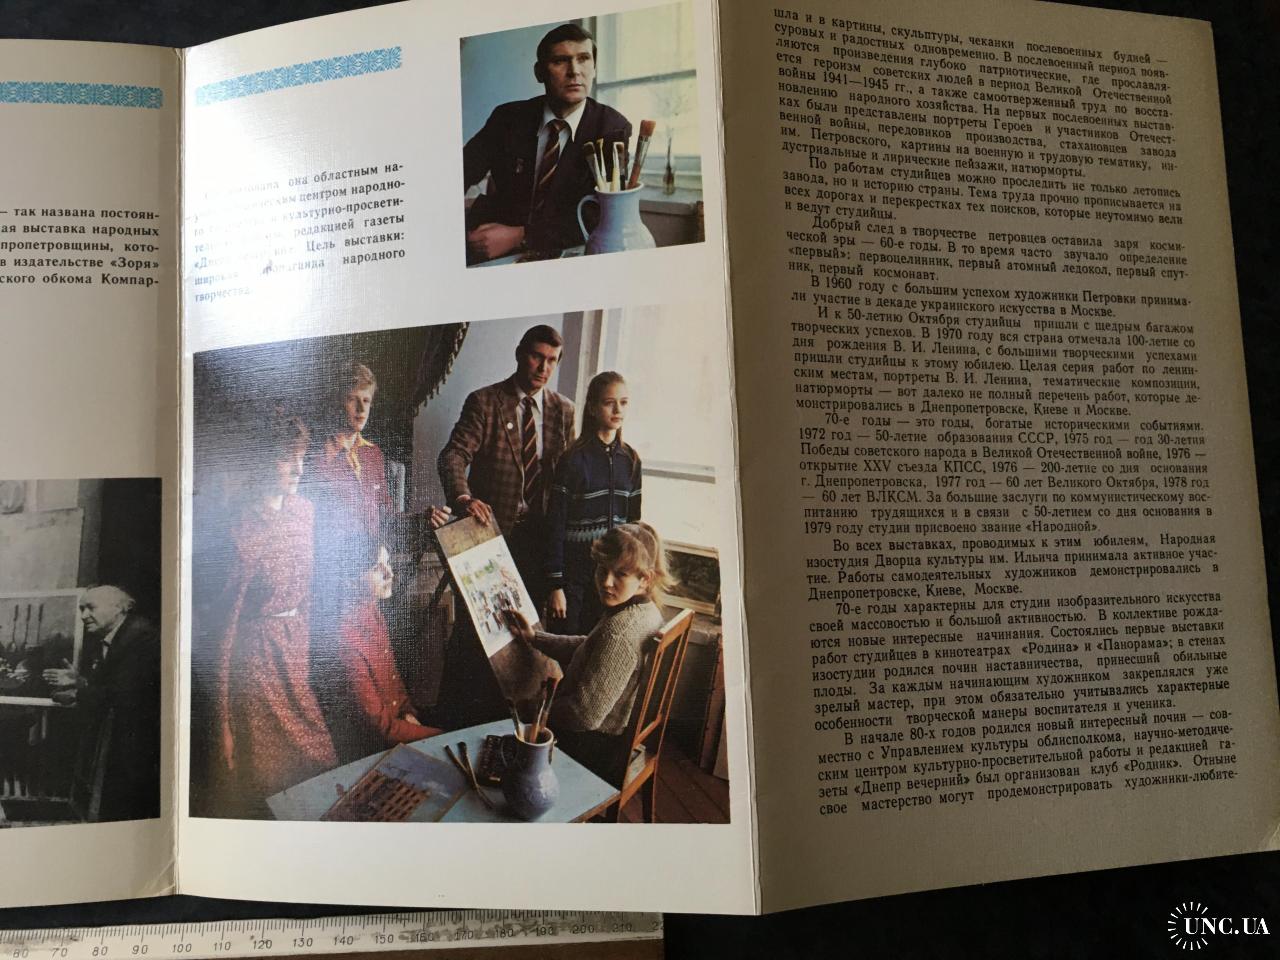 — так названа постоян-
ая выставка народных
пропетровщины, кото-
в издательстве «Зоря»
ского обкома Компар-
она областным на-
ким центром народно-
и культурно-просвети-
редакцией газеты
Цель выставки:
народного
творчества.
шла и в картины, скульптуры, чеканки послевоенных будней —
суровых и радостных одновременно. В послевоенный период появ-
ляются произведения глубоко патриотические, где прославля-
ется героизм советских людей в период Великой Отечественной
войны 1941—1945 гг., а также самоотверженный труд по восста-
новлению народного хозяйства. На первых послевоенных выстав-
ках были представлены портреты Героев и участников Отечест-
венной войны, передовиков производства, стахановцев завода
им. Петровского, картины на военную и трудовую тематику, ин-
дустриальные и лирические пейзажи, натюрморты.
По работам студийцев можно проследить не только летопись
завода, но и историю страны. Тема труда прочно прописывается на
всех дорогах и перекрестках тех поисков, которые неутомимо вели
и ведут студийцы.
Добрый след в творчестве петровцев оставила заря косми-
ческой эры — 60-е годы. В то время часто звучало определение
«первый»: первоцелинник, первый атомный ледокол, первый спут-
ник, первый космонавт.
В 1960 году с большим успехом художники Петровки принима-
ли участие в декаде украинского искусства в Москве.
И к 50-летию Октября студийцы пришли с щедрым багажом
творческих успехов. В 1970 году вся страна отмечала 100-летие со
дня рождения В. И. Ленина, с большими творческими успехами
пришли студийцы к этому юбилею. Целая серия работ по ленин-
ским местам, портреты В. И. Ленина, тематические композиции,
натюрморты — вот далеко не полный перечень работ, которые де-
монстрировались в Днепропетровске, Киеве и Москве.
70-е годы — это годы, богатые историческими событиями.
1972 год — 50-летие образования СССР, 1975 год — год 30-летия
Победы советского народа в Великой Отечественной войне, 1976 —
открытие XXV съезда КПСС, 1976 — 200-летие со дня основания
г. Днепропетровска, 1977 год — 60 лет Великого Октября, 1978 год
— 60 лет ВЛКСМ. За большие заслуги по коммунистическому вос-
питанию трудящихся и в связи с 50-летием со дня основания в
1979 году студии присвоено звание «Народной».
Во всех выставках, проводимых к этим юбилеям, Народная
изостудия Дворца культуры им. Ильича принимала активное учас-
тие. Работы самодеятельных художников демонстрировались в
Днепропетровске, Киеве, Москве.
70-е годы характерны для студии изобразительного искусства
своей массовостью и большой активностью. В коллективе рожда-
ются новые интересные начинания. Состоялись первые выставки
работ студийцев в кинотеатрах «Родина» и «Панорама»; в стенах
изостудии родился почин наставничества, принесший обильные
плоды. За каждым начинающим художником закреплялся уже
зрелый мастер, при этом обязательно учитывались характерные
особенности творческой манеры воспитателя и ученика.
В начале 80-х годов родился новый интересный почин — сов-
местно с Управлением культуры облисполкома, научно-методиче-
ским центром культурно-просветительной работы и редакцией га-
зеты «Днепр вечерний» был организован клуб «Родник». Отныне
свое мастерство могут продемонстрировать художники-любите-
60 70 80 90 100 110 120 130 140 150 160 170 180 190 200 210
UNC.UA